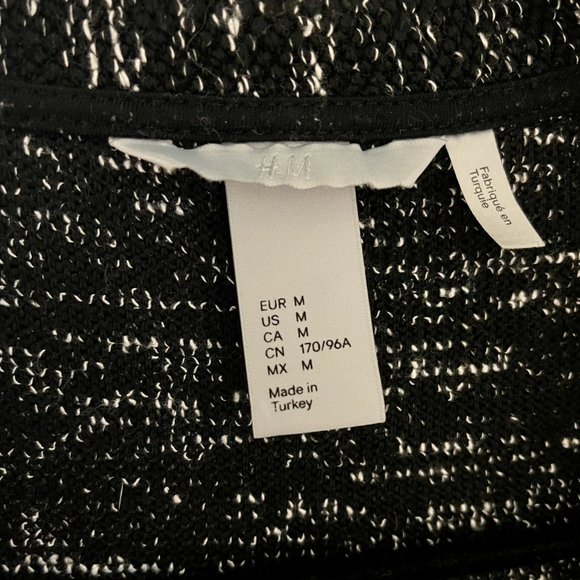 H&M
Fabriqué en
Turquie
EUR M
US M
CA M
CN 170/96A
MX M
Made in
Turkey